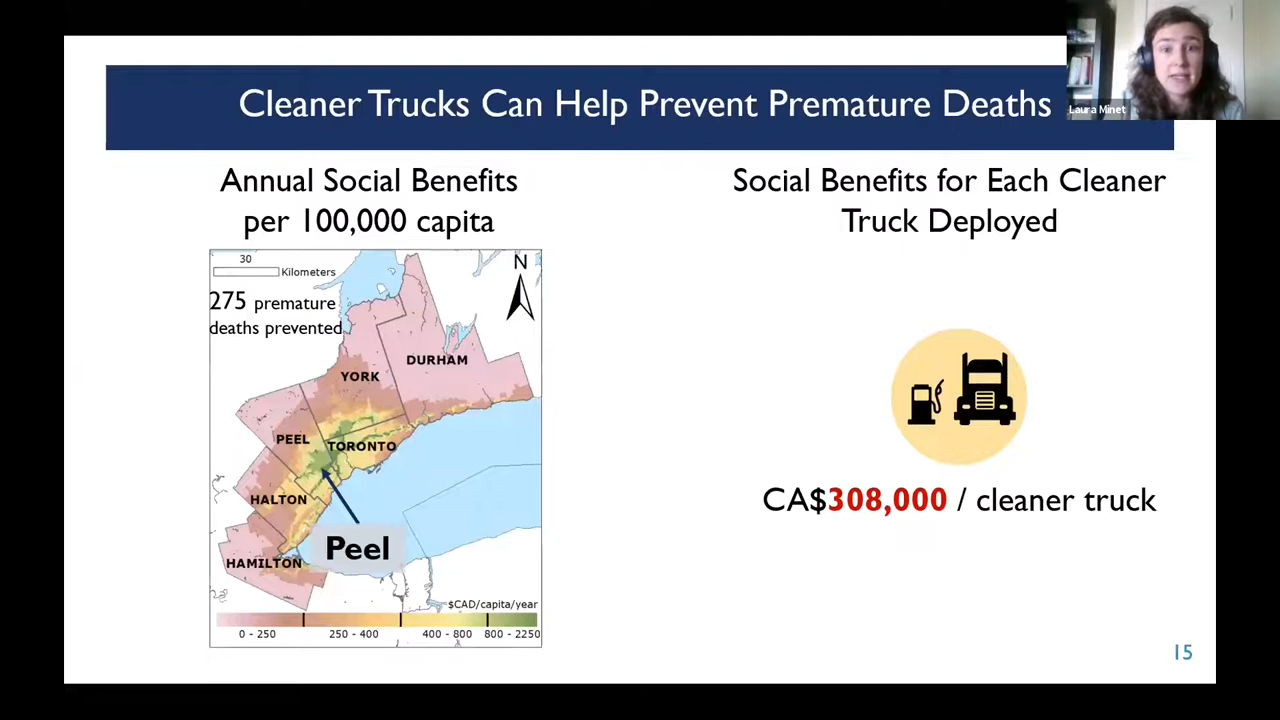 Cleaner Trucks Can Help Prevent Premature Deaths
Laura Minet
Annual Social Benefits
per 100,000 capita
30
Kilometers
N
275 premature
deaths prevented
DURHAM
YORK
PEEL
TORONTO
HALTON
HAMILTON
Peel
$CAD/capita/year
0 - 250
250 - 400
400 - 800
800 - 2250
Social Benefits for Each Cleaner
Truck Deployed
CA$308,000 / cleaner truck
15